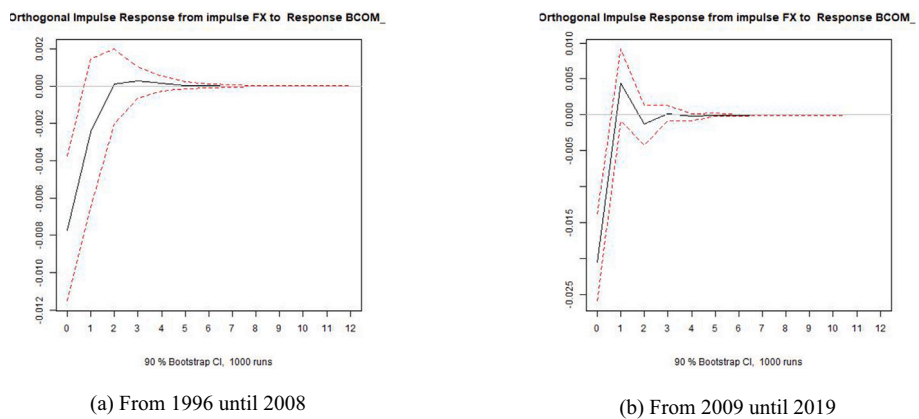 Orthogonal Impulse Response from impulse FX to Response BCOM_
0.002
0.000
-0.002
-0.004
-0.006
-0.008
-0.010
-0.012
0 1 2 3 4 5 6 7 8 9 10 11 12
90 % Bootstrap CI, 1000 runs
(a) From 1996 until 2008
Orthogonal Impulse Response from impulse FX to Response BCOM_
0.010
0.005
0.000
-0.005
-0.015
-0.025
0 1 2 3 4 5 6 7 8 9 10 11 12
90 % Bootstrap CI, 1000 runs
(b) From 2009 until 2019